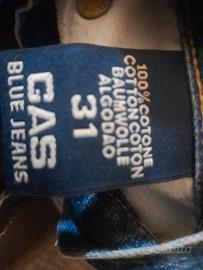 GAS
BLUE JEANS
31
100% COTONE
COTTON COTON
BAUMWOLLE
ALGODAO